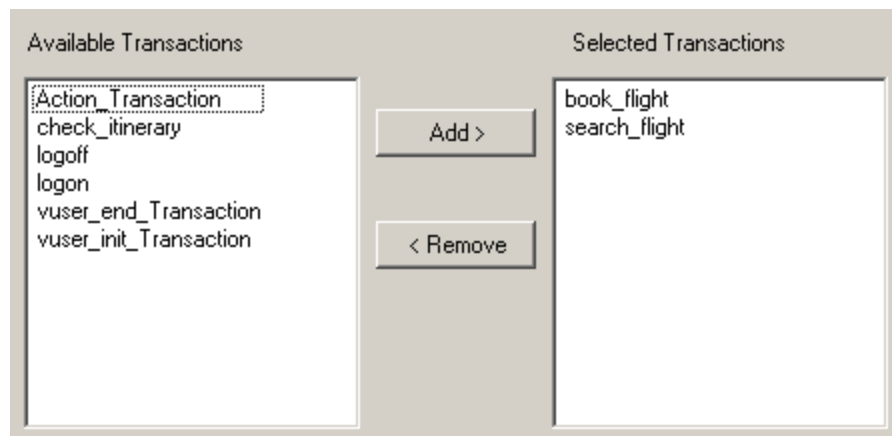 Available Transactions
Selected Transactions
Action_Transaction
check_itinerary
logoff
logon
vuser_end_Transaction
vuser_init_Transaction
Add >
< Remove
book_flight
search_flight